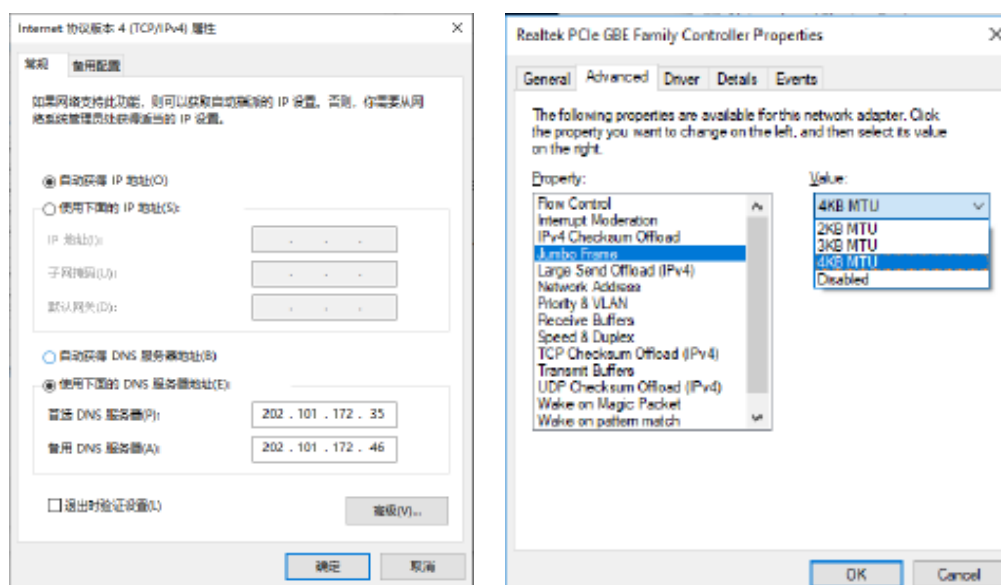 Internet 协议版本 4 (TCP/IPv4) 属性
常规
备用配置
如果网络支持此功能，则可以获取自动指派的 IP 设置。否则，你需要从网
络系统管理员处获得适当的 IP 设置。
自动获得 IP 地址(O)
使用下面的 IP 地址(S):
IP 地址(I):
子网掩码(U):
默认网关(D):
自动获得 DNS 服务器地址(B)
使用下面的 DNS 服务器地址(E):
首选 DNS 服务器(P):
202 . 101 . 172 . 35
备用 DNS 服务器(A):
202 . 101 . 172 . 46
退出时验证设置(L)
高级(V)...
确定
取消
Realtek PCIe GBE Family Controller Properties
General
Advanced
Driver
Details
Events
The following properties are available for this network adapter. Click
the property you want to change on the left, and then select its value
on the right.
Property:
Flow Control
Interrupt Moderation
IPv4 Checksum Offload
Jumbo Frame
Large Send Offload (IPv4)
Network Address
Priority & VLAN
Receive Buffers
Speed & Duplex
TCP Checksum Offload (IPv4)
Transmit Buffers
UDP Checksum Offload (IPv4)
Wake on Magic Packet
Wake on pattern match
Value:
4KB MTU
2KB MTU
3KB MTU
4KB MTU
Disabled
OK
Cancel